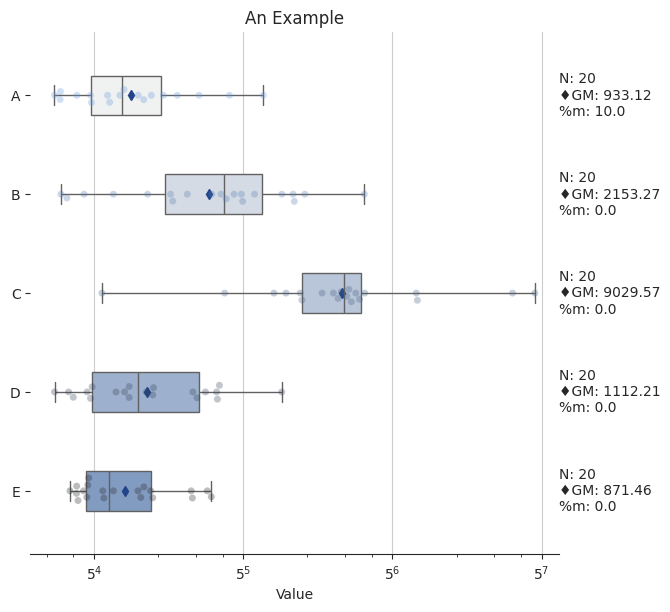 An Example
A
N: 20
♦GM: 933.12
%m: 10.0
B
N: 20
♦GM: 2153.27
%m: 0.0
C
N: 20
♦GM: 9029.57
%m: 0.0
D
N: 20
♦GM: 1112.21
%m: 0.0
E
N: 20
♦GM: 871.46
%m: 0.0
5⁴ 5⁵ 5⁶ 5⁷
Value